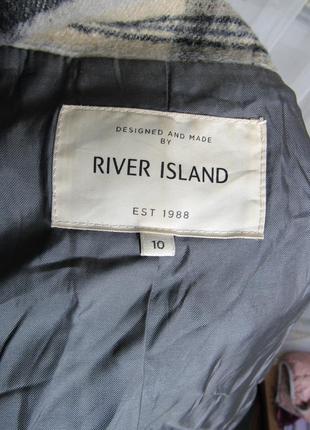 DESIGNED AND MADE
BY
RIVER ISLAND
EST 1988
10